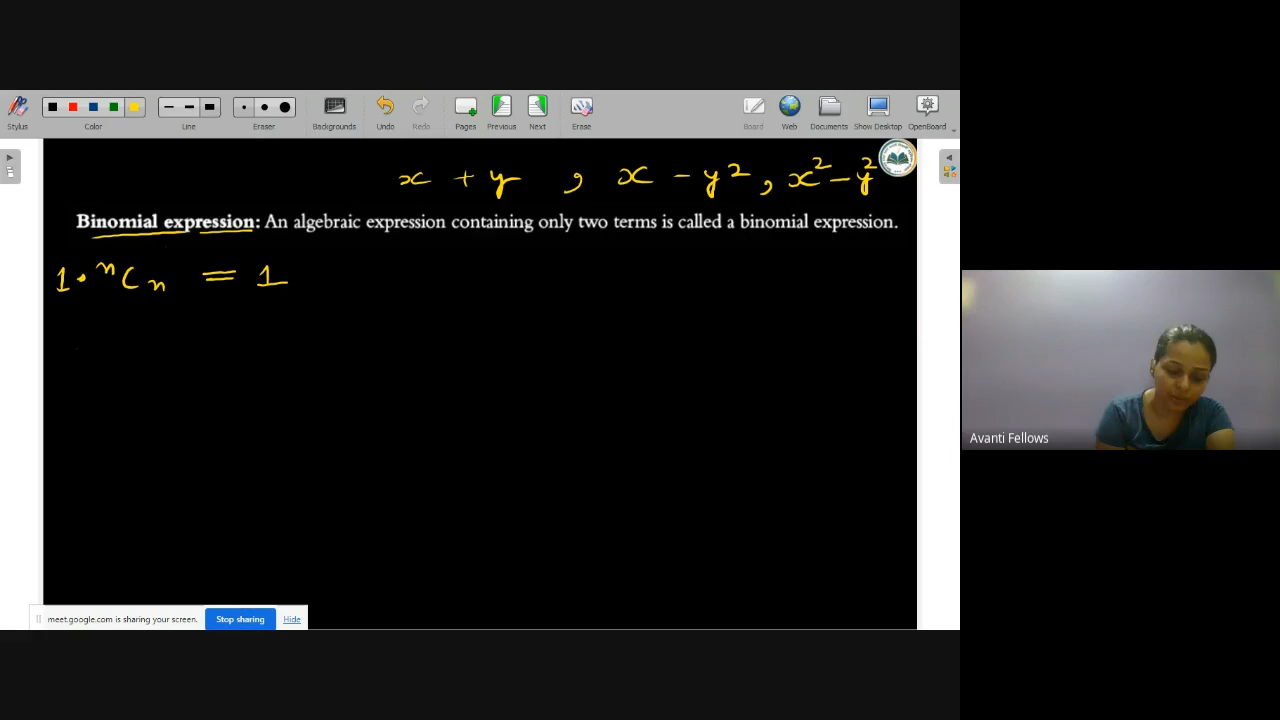 Stylus Color Line Eraser Backgrounds Undo Redo Pages Previous Next Erase Board Web Documents Show Desktop OpenBoard
x + y , x - y², x² - y²
Binomial expression: An algebraic expression containing only two terms is called a binomial expression.
1. ⁿCₙ = 1
Avanti Fellows
meet.google.com is sharing your screen. Stop sharing Hide